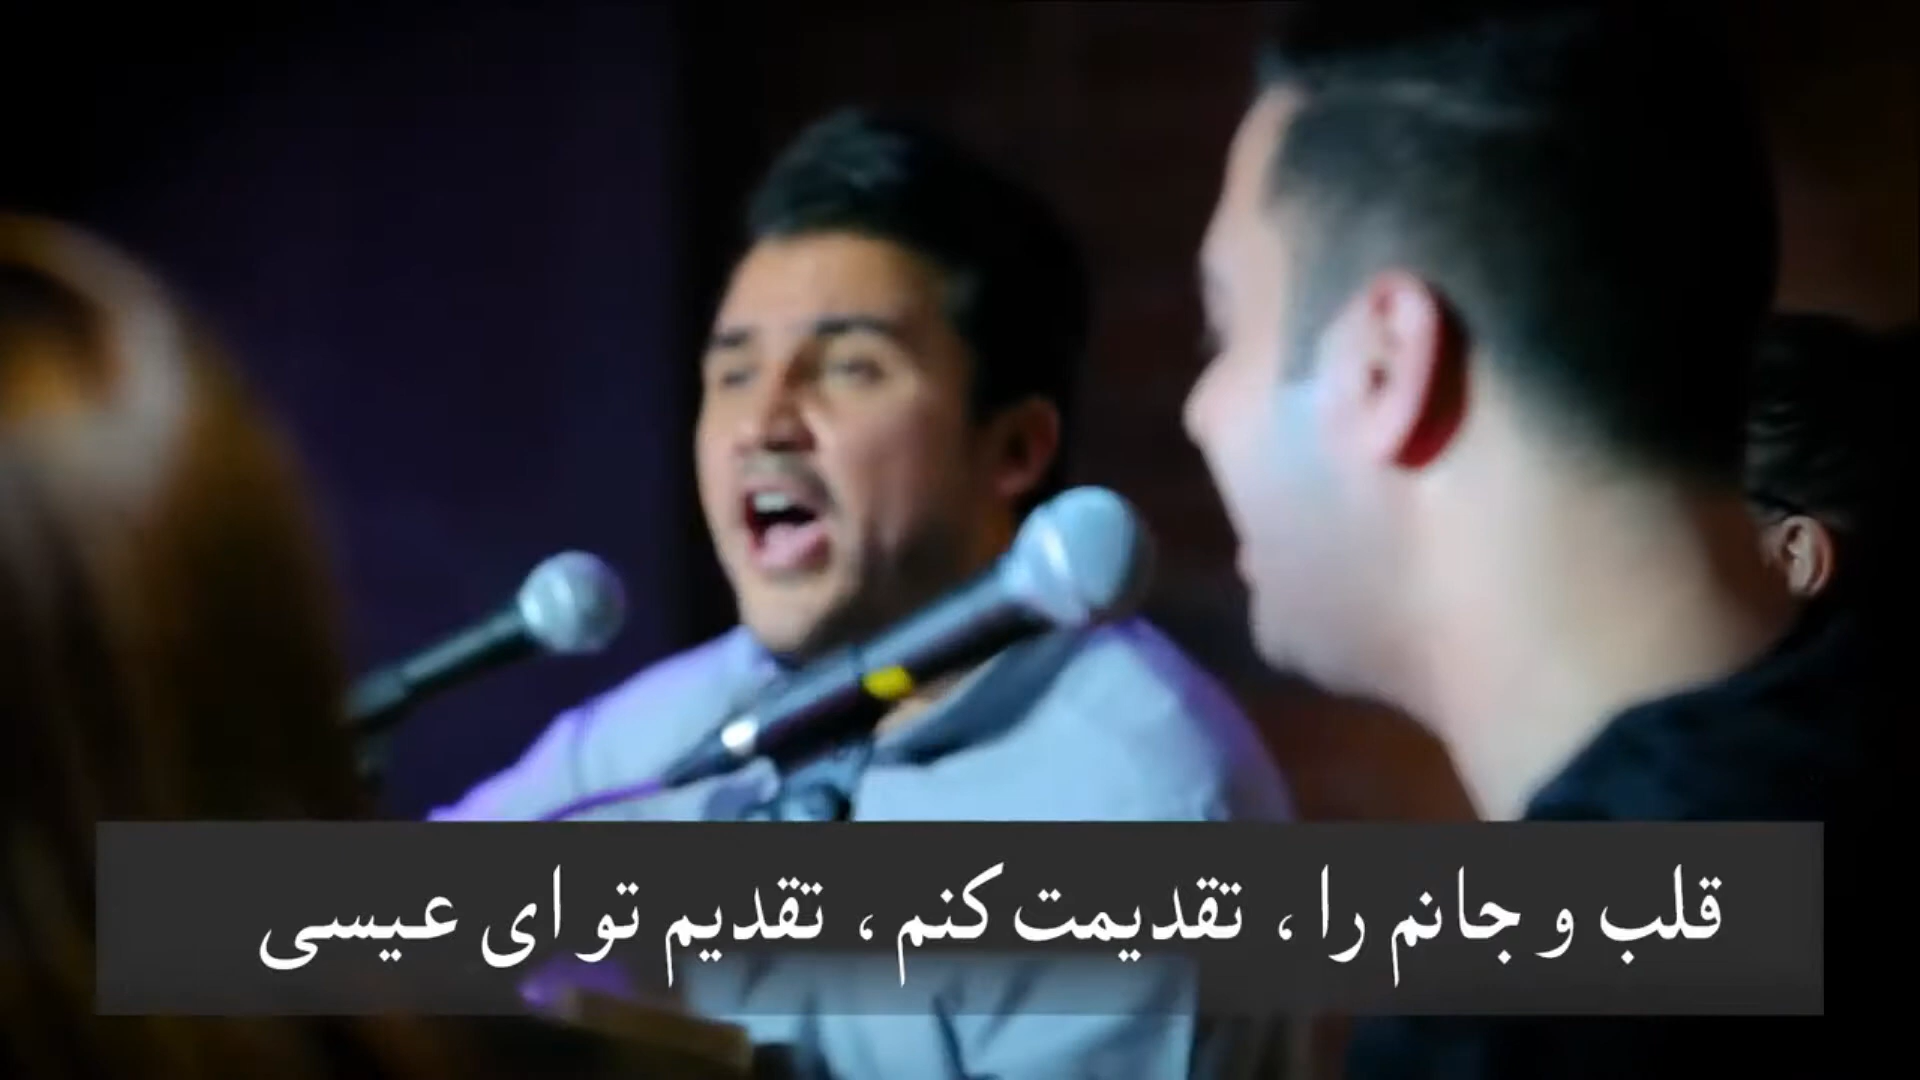 قلب و جانم را ، تقدیمت کنم ، تقدیم تو ای عیسی